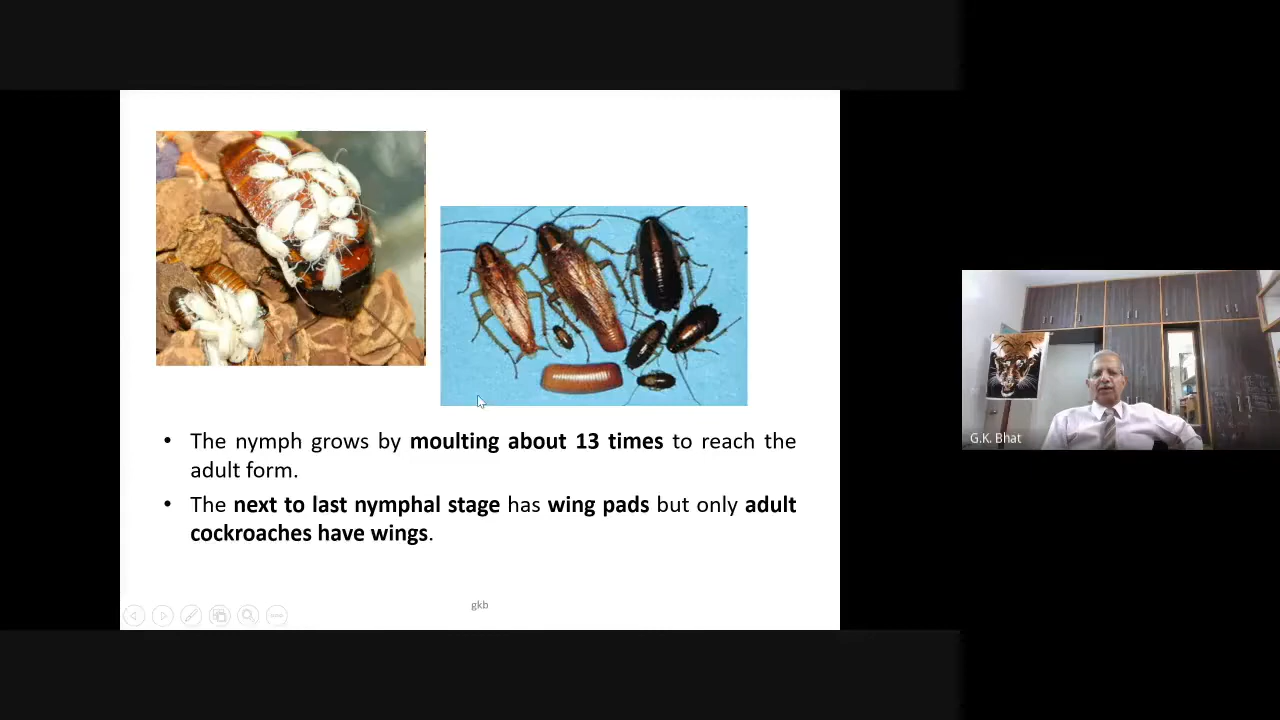 • The nymph grows by moulting about 13 times to reach the
adult form.
• The next to last nymphal stage has wing pads but only adult
cockroaches have wings.
gkb
G.K. Bhat